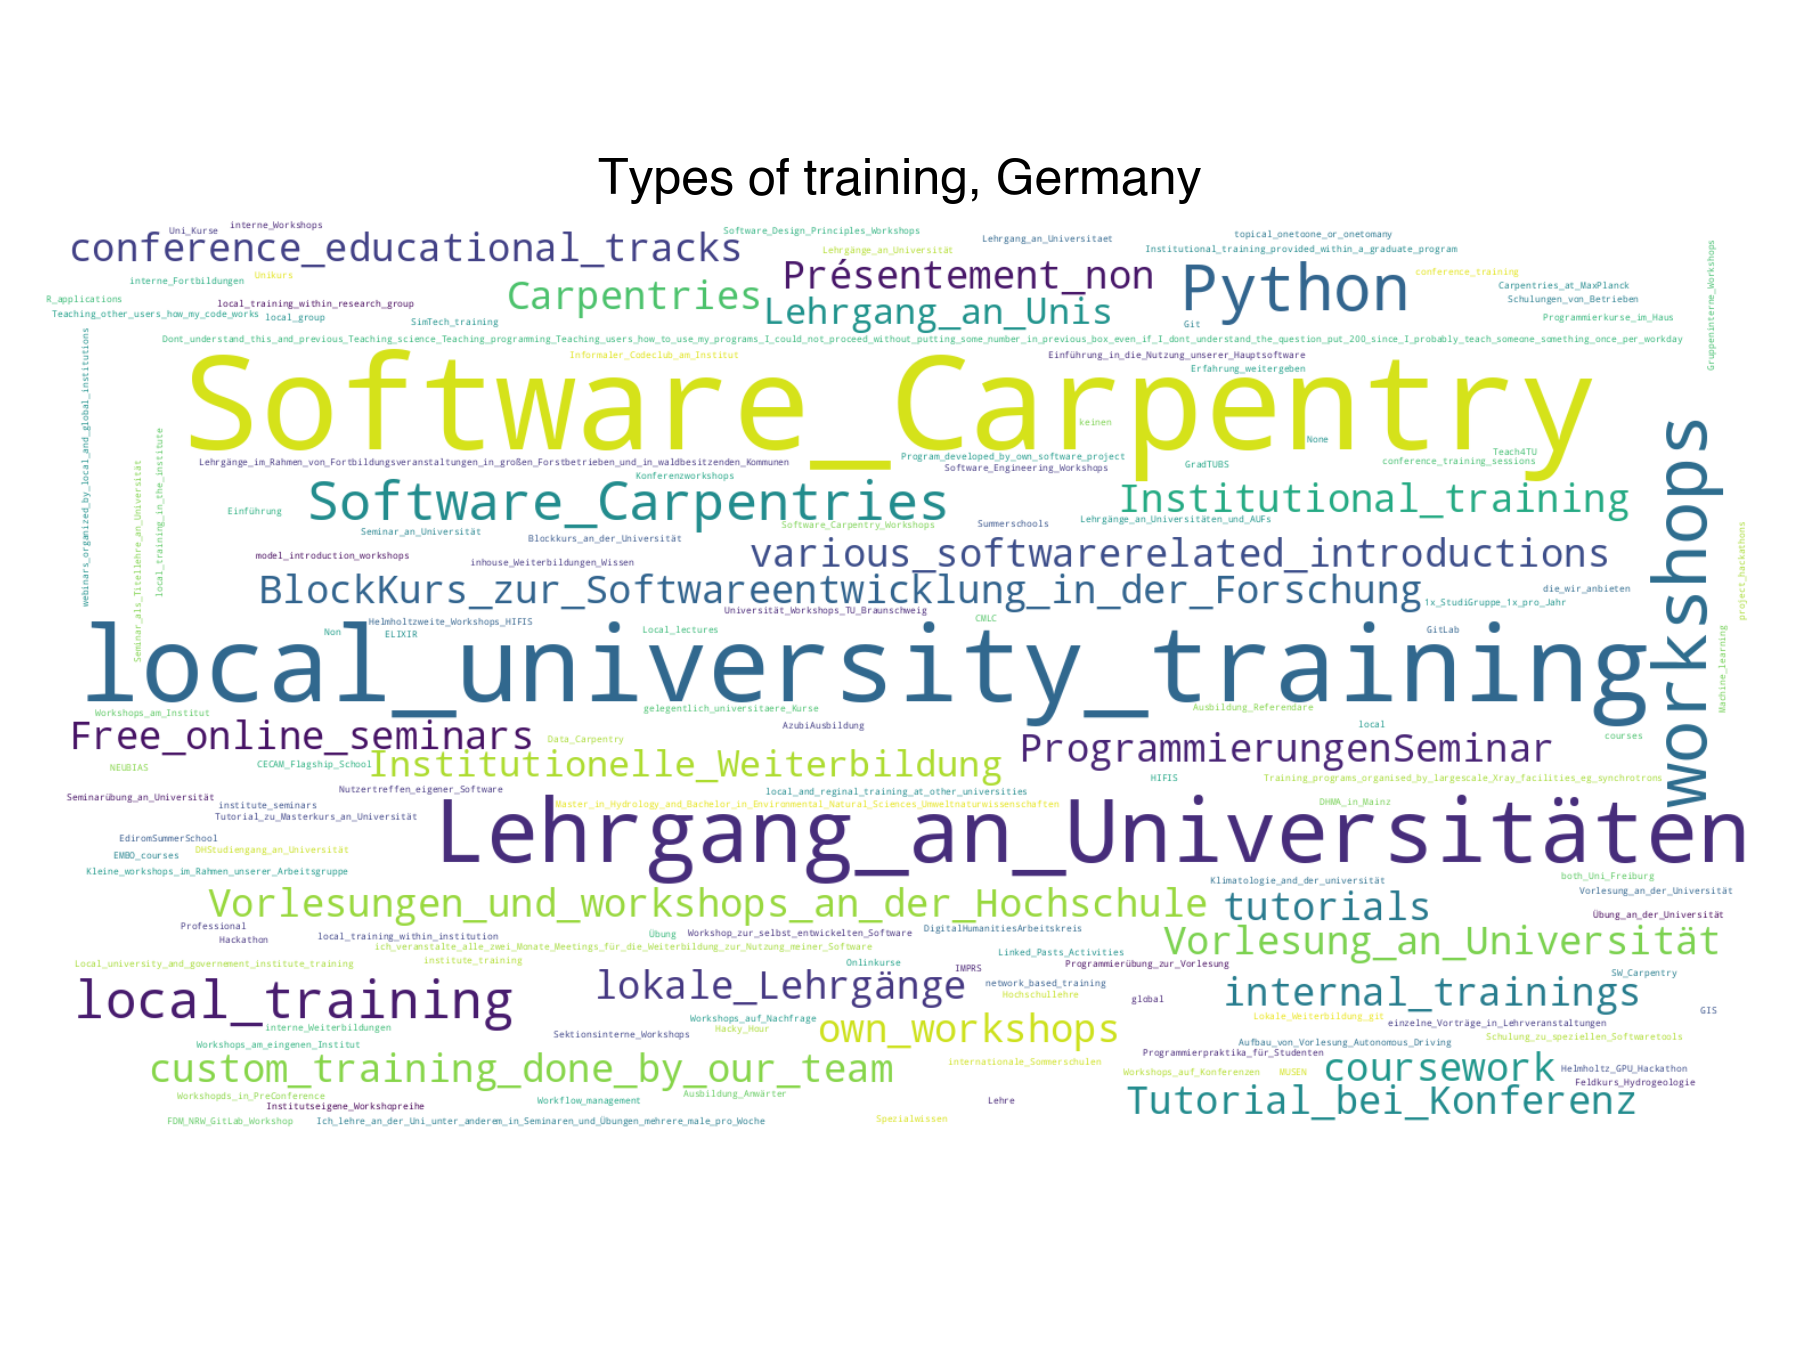 Types of training, Germany
Uni_Kurse
interne_Workshops
conference_educational_tracks
Software_Design_Principles_Workshops
Lehrgänge_an_Universität
Lehrgang_an_Universitaet
topical_onetoone_or_onetomany
Institutional_training_provided_within_a_graduate_program
Gruppeninterne_Workshops
interne_Fortbildungen
Unikurs
Présentement_non
Python
conference_training
Carpentries_at_MaxPlanck
Schulungen_von_Betrieben
R_applications
Teaching_other_users_how_my_code_works
local_training_within_research_group
local_group
SimTech_training
Carpentries
Lehrgang_an_Unis
Git
Programmierkurse_im_Haus
Dont_understand_this_and_previous_Teaching_science_Teaching_programming_Teaching_users_how_to_use_my_programs_I_could_not_proceed_without_putting_some_number_in_previous_box_even_if_I_dont_understand_the_question_put_200_since_I_probably_teach_someone_something_once_per_workday
Informaler_Codeclub_am_Institut
Einführung_in_die_Nutzung_unserer_Hauptsoftware
Erfahrung_weitergeben
webinars_organized_by_local_and_global_institutions
Software_Carpentry
keinen
None
Teach4TU
workshops
Seminar_als_Titellehre_an_Universität
local_training_in_the_institute
Lehrgänge_im_Rahmen_von_Fortbildungsveranstaltungen_in_großen_Forstbetrieben_und_in_waldbesitzenden_Kommunen
Program_developed_by_own_software_project
Software_Engineering_Workshops
GradTUBS
conference_training_sessions
Konferenzworkshops
Software_Carpentries
Institutional_training
Einführung
Seminar_an_Universität
Software_Carpentry_Workshops
Summerschools
Lehrgänge_an_Universitäten_und_AUFs
Blockkurs_an_der_Universität
project_hackathons
model_introduction_workshops
inhouse_Weiterbildungen_Wissen
various_softwarerelated_introductions
BlockKurs_zur_Softwareentwicklung_in_der_Forschung
die_wir_anbieten
1x_StudiGruppe_1x_pro_Jahr
Universität_Workshops_TU_Braunschweig
Helmholtzweite_Workshops_HIFIS
Non
ELIXIR
Local_lectures
CMLC
GitLab
Machine_learning
local_university_training
Workshops_am_Institut
gelegentlich_universitaere_Kurse
Ausbildung_Referendare
Free_online_seminars
AzubiAusbildung
local
courses
Data_Carpentry
ProgrammierungenSeminar
NEUBIAS
CECAM_Flagship_School
Institutionelle_Weiterbildung
HIFIS
Training_programs_organised_by_largescale_Xray_facilities_eg_synchrotrons
Seminarübung_an_Universität
Nutzertreffen_eigener_Software
local_and_reginal_training_at_other_universities
institute_seminars
Master_in_Hydrology_and_Bachelor_in_Environmental_Natural_Sciences_Umweltnaturwissenschaften
DHMA_in_Mainz
Tutorial_zu_Masterkurs_an_Universität
Lehrgang_an_Universitäten
EdiromSummerSchool
EMBO_courses
DHStudiengang_an_Universität
Kleine_workshops_im_Rahmen_unserer_Arbeitsgruppe
Klimatologie_and_der_universität
both_Uni_Freiburg
Vorlesung_an_der_Universität
Vorlesungen_und_workshops_an_der_Hochschule
tutorials
Übung_an_der_Universität
Professional
Hackathon
local_training_within_institution
Übung
Workshop_zur_selbst_entwickelten_Software
DigitalHumanitiesArbeitskreis
ich_veranstalte_alle_zwei_Monate_Meetings_für_die_Weiterbildung_zur_Nutzung_meiner_Software
Linked_Pasts_Activities
Vorlesung_an_Universität
Local_university_and_governement_institute_training
institute_training
Onlinkurse
IMPRS
Programmierübung_zur_Vorlesung
SW_Carpentry
local_training
lokale_Lehrgänge
network_based_training
Hochschullehre
global
internal_trainings
GIS
interne_Weiterbildungen
Workshops_auf_Nachfrage
Hacky_Hour
Sektionsinterne_Workshops
own_workshops
Lokale_Weiterbildung_git
einzelne_Vorträge_in_Lehrveranstaltungen
Workshops_am_eingenen_Institut
Aufbau_von_Vorlesung_Autonomous_Driving
Schulung_zu_speziellen_Softwaretools
custom_training_done_by_our_team
internationale_Sommerschulen
Programmierpraktika_für_Studenten
Workshops_auf_Konferenzen
MUSEN
coursework
Helmholtz_GPU_Hackathon
Feldkurs_Hydrogeologie
Workshopds_in_PreConference
Institutseigene_Workshopreihe
Workflow_management
Ausbildung_Anwärter
Lehre
Tutorial_bei_Konferenz
FDM_NRW_GitLab_Workshop
Ich_lehre_an_der_Uni_unter_anderem_in_Seminaren_und_Übungen_mehrere_male_pro_Woche
Spezialwissen